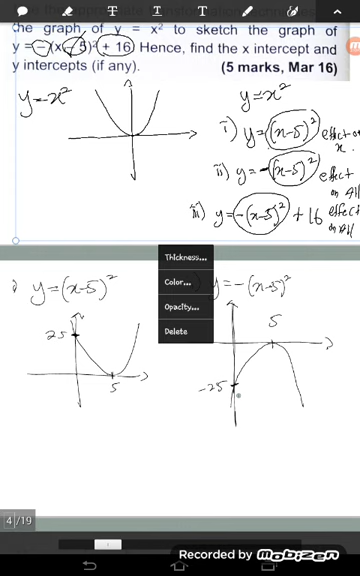 the graph of y = x² to sketch the graph of
y = −(x − 5)² + 16 Hence, find the x intercept and
y intercepts (if any). (5 marks, Mar 16)
y=x²
y=x²
i) y=(x-5)² effect on x.
ii) y=-(x-5)² effect on all
iii) y=-(x-5)² + 16 effect on all
Thickness...
Color...
Opacity...
Delete
i) y=(x-5)²
) y=-(x-5)²
25
5
5
-25
4 / 19
Recorded by Mobizen